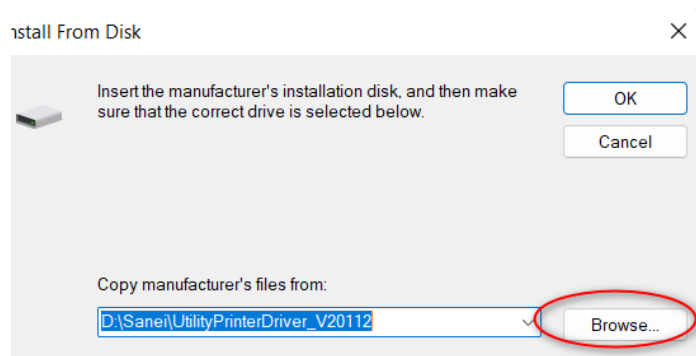 nstall From Disk
Insert the manufacturer's installation disk, and then make
sure that the correct drive is selected below.
OK
Cancel
Copy manufacturer's files from:
D:\Sanei\UtilityPrinterDriver_V20112
Browse...